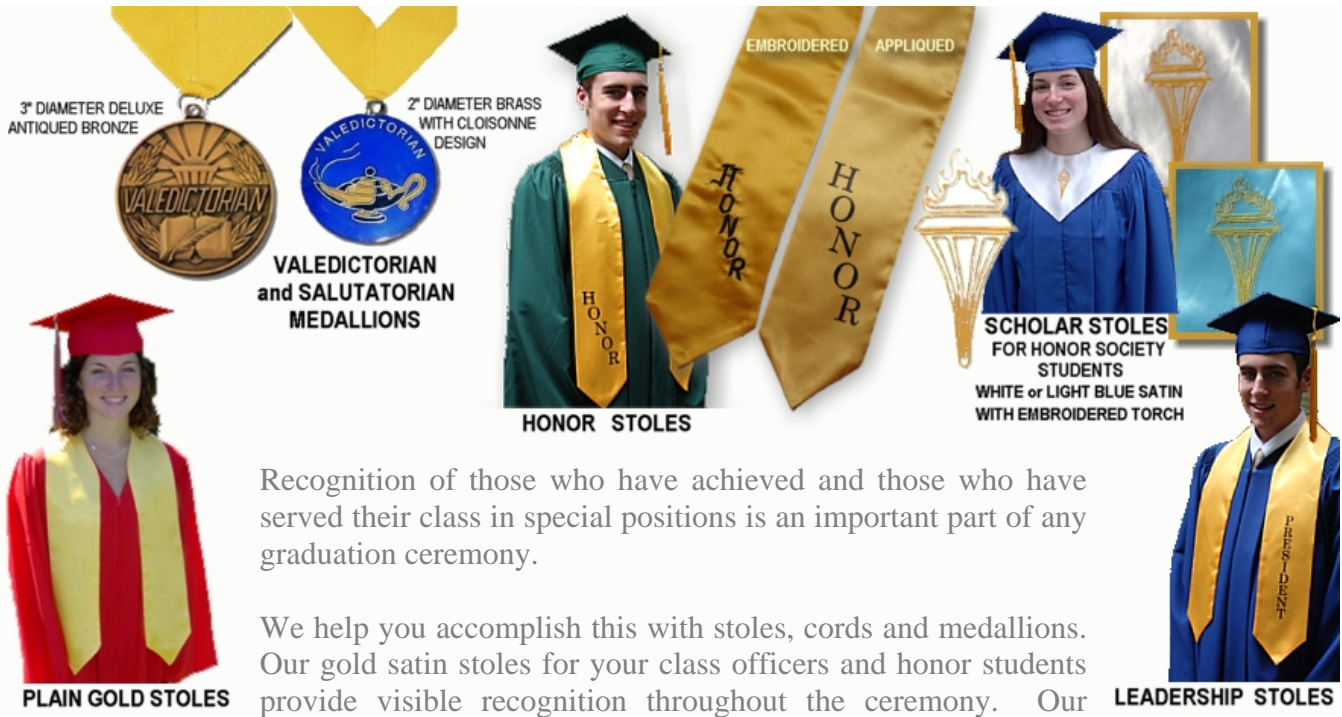 3" DIAMETER DELUXE
ANTIQUED BRONZE
VALEDICTORIAN
2" DIAMETER BRASS
WITH CLOISONNE
DESIGN
VALEDICTORIAN
VALEDICTORIAN
and SALUTATORIAN
MEDALLIONS
HONOR
EMBROIDERED
HONOR
APPLIQUED
HONOR
HONOR STOLES
SCHOLAR STOLES
FOR HONOR SOCIETY
STUDENTS
WHITE or LIGHT BLUE SATIN
WITH EMBROIDERED TORCH
PLAIN GOLD STOLES
Recognition of those who have achieved and those who have
served their class in special positions is an important part of any
graduation ceremony.
We help you accomplish this with stoles, cords and medallions.
Our gold satin stoles for your class officers and honor students
provide visible recognition throughout the ceremony. Our
PRESIDENT
LEADERSHIP STOLES